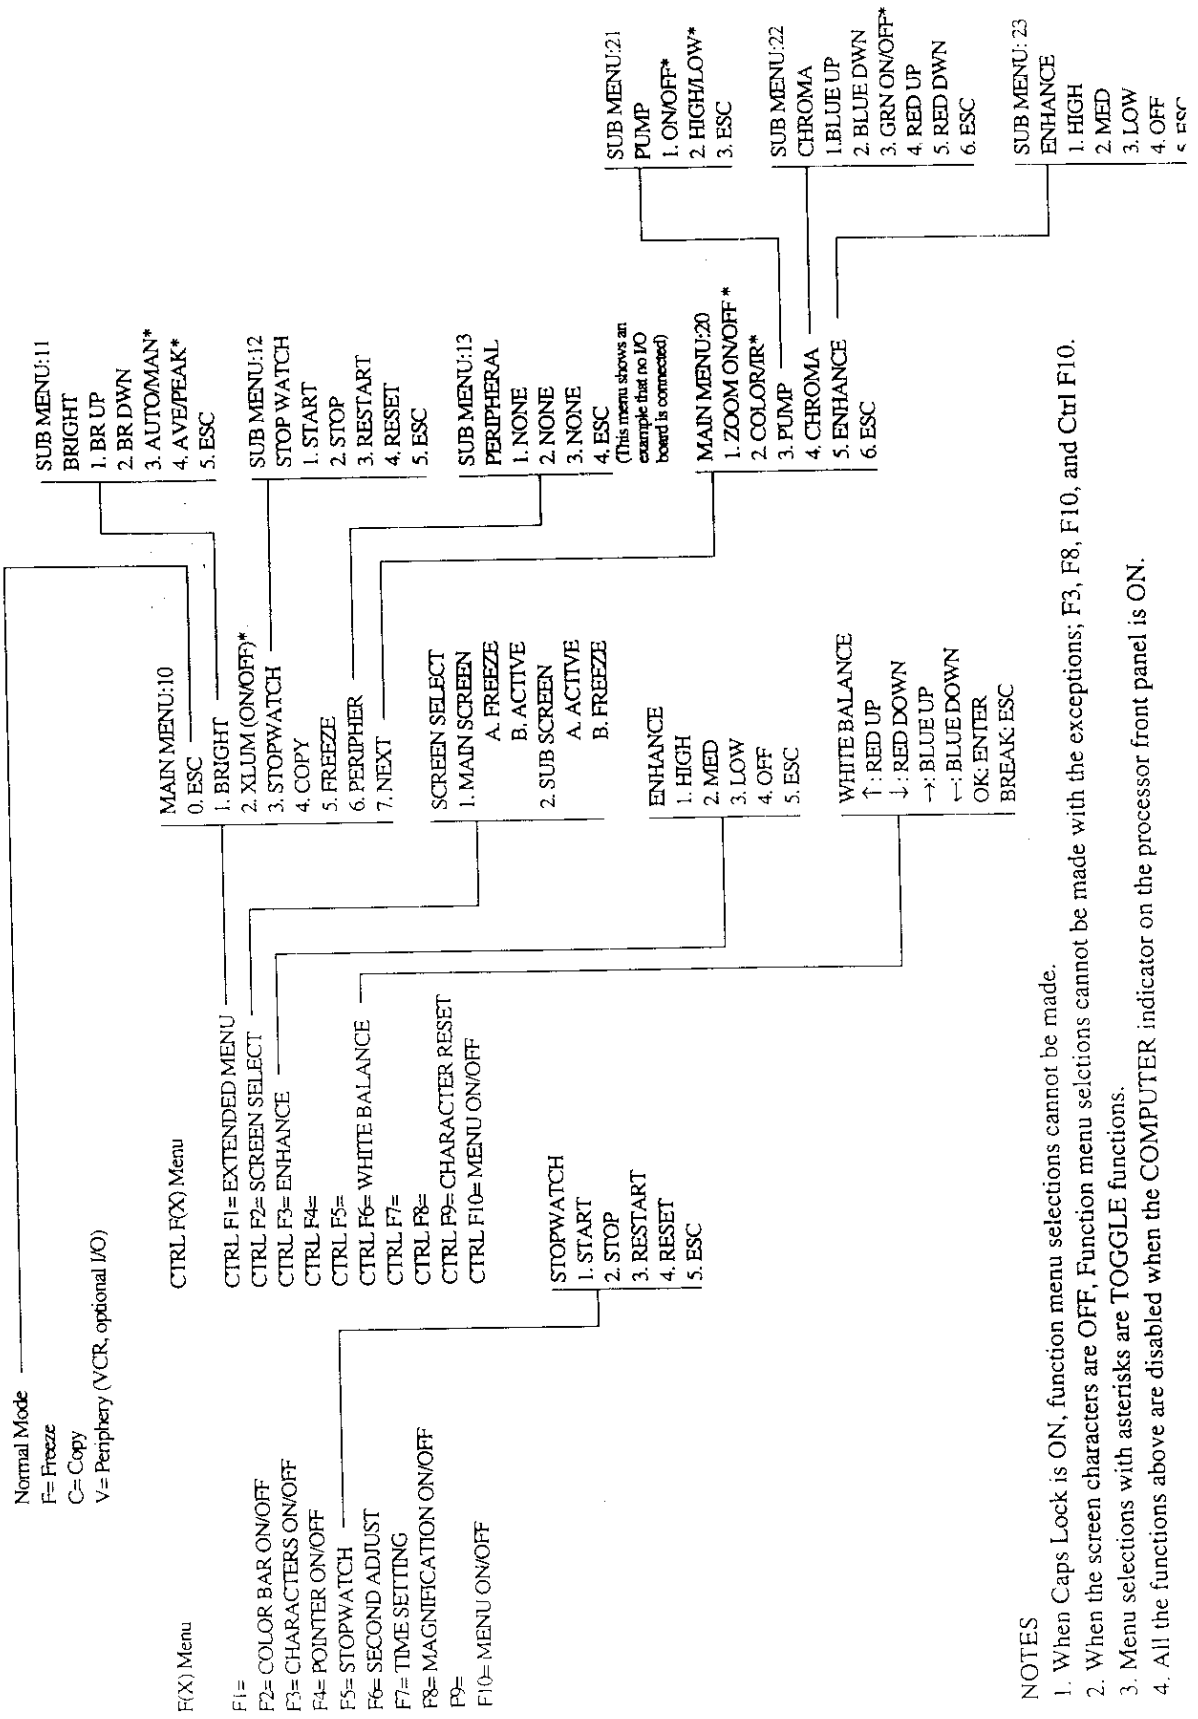 Normal Mode
F= Freeze
C= Copy
V= Periphery (VCR, optional I/O)
F(X) Menu
F1=
F2= COLOR BAR ON/OFF
F3= CHARACTERS ON/OFF
F4= POINTER ON/OFF
F5= STOPWATCH
F6= SECOND ADJUST
F7= TIME SETTING
F8= MAGNIFICATION ON/OFF
F9=
F10= MENU ON/OFF
CTRL F(X) Menu
CTRL F1= EXTENDED MENU
CTRL F2= SCREEN SELECT
CTRL F3= ENHANCE
CTRL F4=
CTRL F5=
CTRL F6= WHITE BALANCE
CTRL F7=
CTRL F8=
CTRL F9= CHARACTER RESET
CTRL F10= MENU ON/OFF
STOPWATCH
1. START
2. STOP
3. RESTART
4. RESET
5. ESC
MAIN MENU:10
0. ESC
1. BRIGHT
2. XLUM (ON/OFF)*
3. STOPWATCH
4. COPY
5. FREEZE
6. PERIPHER
7. NEXT
SCREEN SELECT
1. MAIN SCREEN
A. FREEZE
B. ACTIVE
2. SUB SCREEN
A. ACTIVE
B. FREEZE
ENHANCE
1. HIGH
2. MED
3. LOW
4. OFF
5. ESC
WHITE BALANCE
↑: RED UP
↓: RED DOWN
→: BLUE UP
←: BLUE DOWN
OK: ENTER
BREAK: ESC
SUB MENU:11
BRIGHT
1. BR UP
2. BR DWN
3. AUTO/MAN*
4. AVE/PEAK*
5. ESC
SUB MENU:12
STOP WATCH
1. START
2. STOP
3. RESTART
4. RESET
5. ESC
SUB MENU:13
PERIPHERAL
1. NONE
2. NONE
3. NONE
4. ESC
(This menu shows an
example that no I/O
board is connected)
MAIN MENU:20
1. ZOOM ON/OFF*
2. COLOR/IR*
3. PUMP
4. CHROMA
5. ENHANCE
6. ESC
SUB MENU:21
PUMP
1. ON/OFF*
2. HIGH/LOW*
3. ESC
SUB MENU:22
CHROMA
1.BLUE UP
2. BLUE DWN
3. GRN ON/OFF*
4. RED UP
5. RED DWN
6. ESC
SUB MENU: 23
ENHANCE
1. HIGH
2. MED
3. LOW
4. OFF
5. ESC
NOTES
1. When Caps Lock is ON, function menu selections cannot be made.
2. When the screen characters are OFF, Function menu selctions cannot be made with the exceptions; F3, F8, F10, and Ctrl F10.
3. Menu selections with asterisks are TOGGLE functions.
4. All the functions above are disabled when the COMPUTER indicator on the processor front panel is ON.